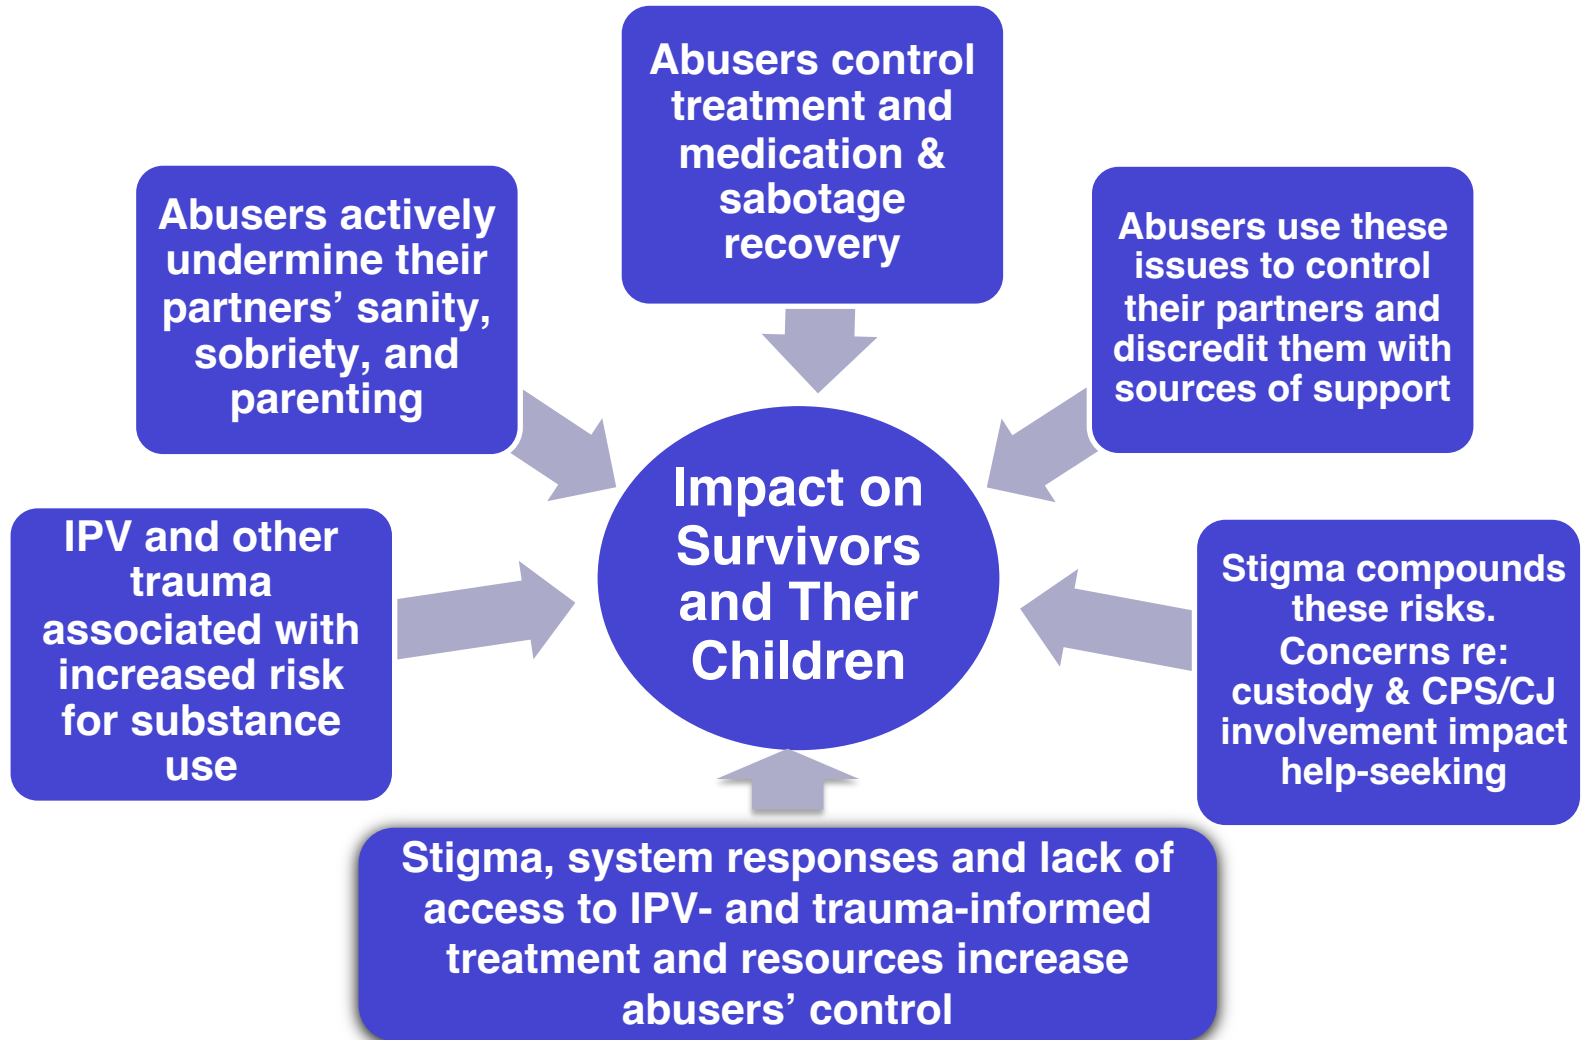 Abusers control
treatment and
medication &
sabotage
recovery
Abusers actively
undermine their
partners’ sanity,
sobriety, and
parenting
Abusers use these
issues to control
their partners and
discredit them with
sources of support
Impact on
Survivors
and Their
Children
IPV and other
trauma
associated with
increased risk
for substance
use
Stigma compounds
these risks.
Concerns re:
custody & CPS/CJ
involvement impact
help-seeking
Stigma, system responses and lack of
access to IPV- and trauma-informed
treatment and resources increase
abusers’ control